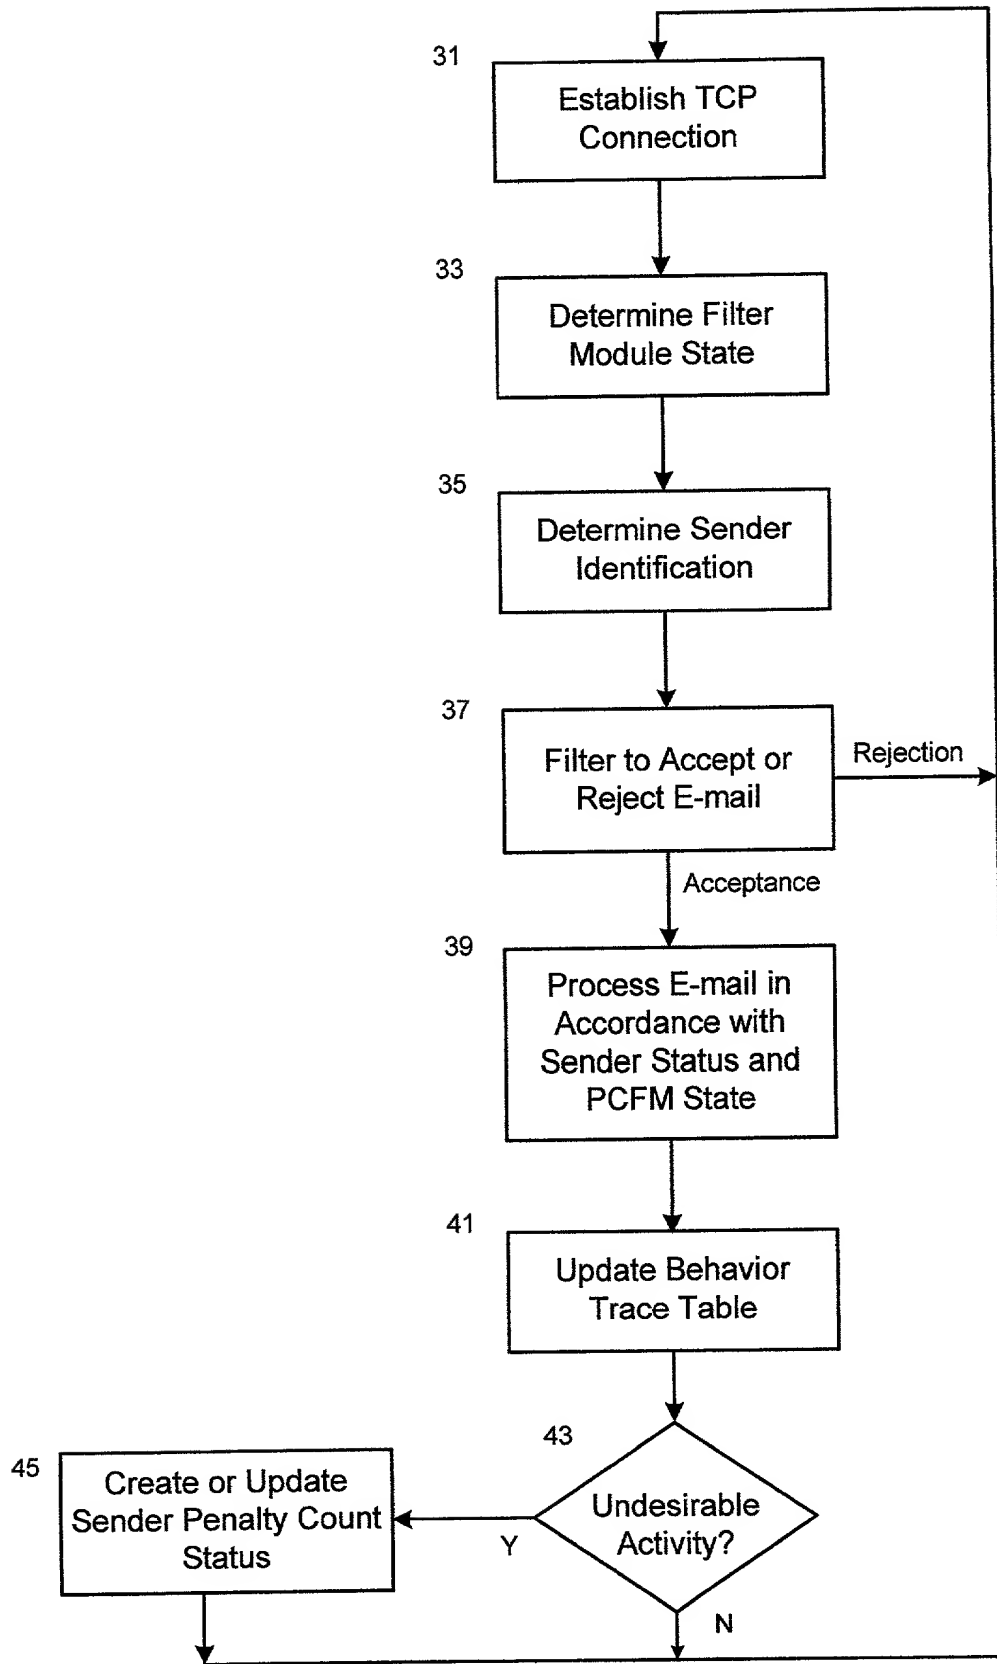 31
Establish TCP
Connection
33
Determine Filter
Module State
35
Determine Sender
Identification
37
Filter to Accept or
Reject E-mail
Rejection
Acceptance
39
Process E-mail in
Accordance with
Sender Status and
PCFM State
41
Update Behavior
Trace Table
43
Undesirable
Activity?
Y
N
45
Create or Update
Sender Penalty Count
Status